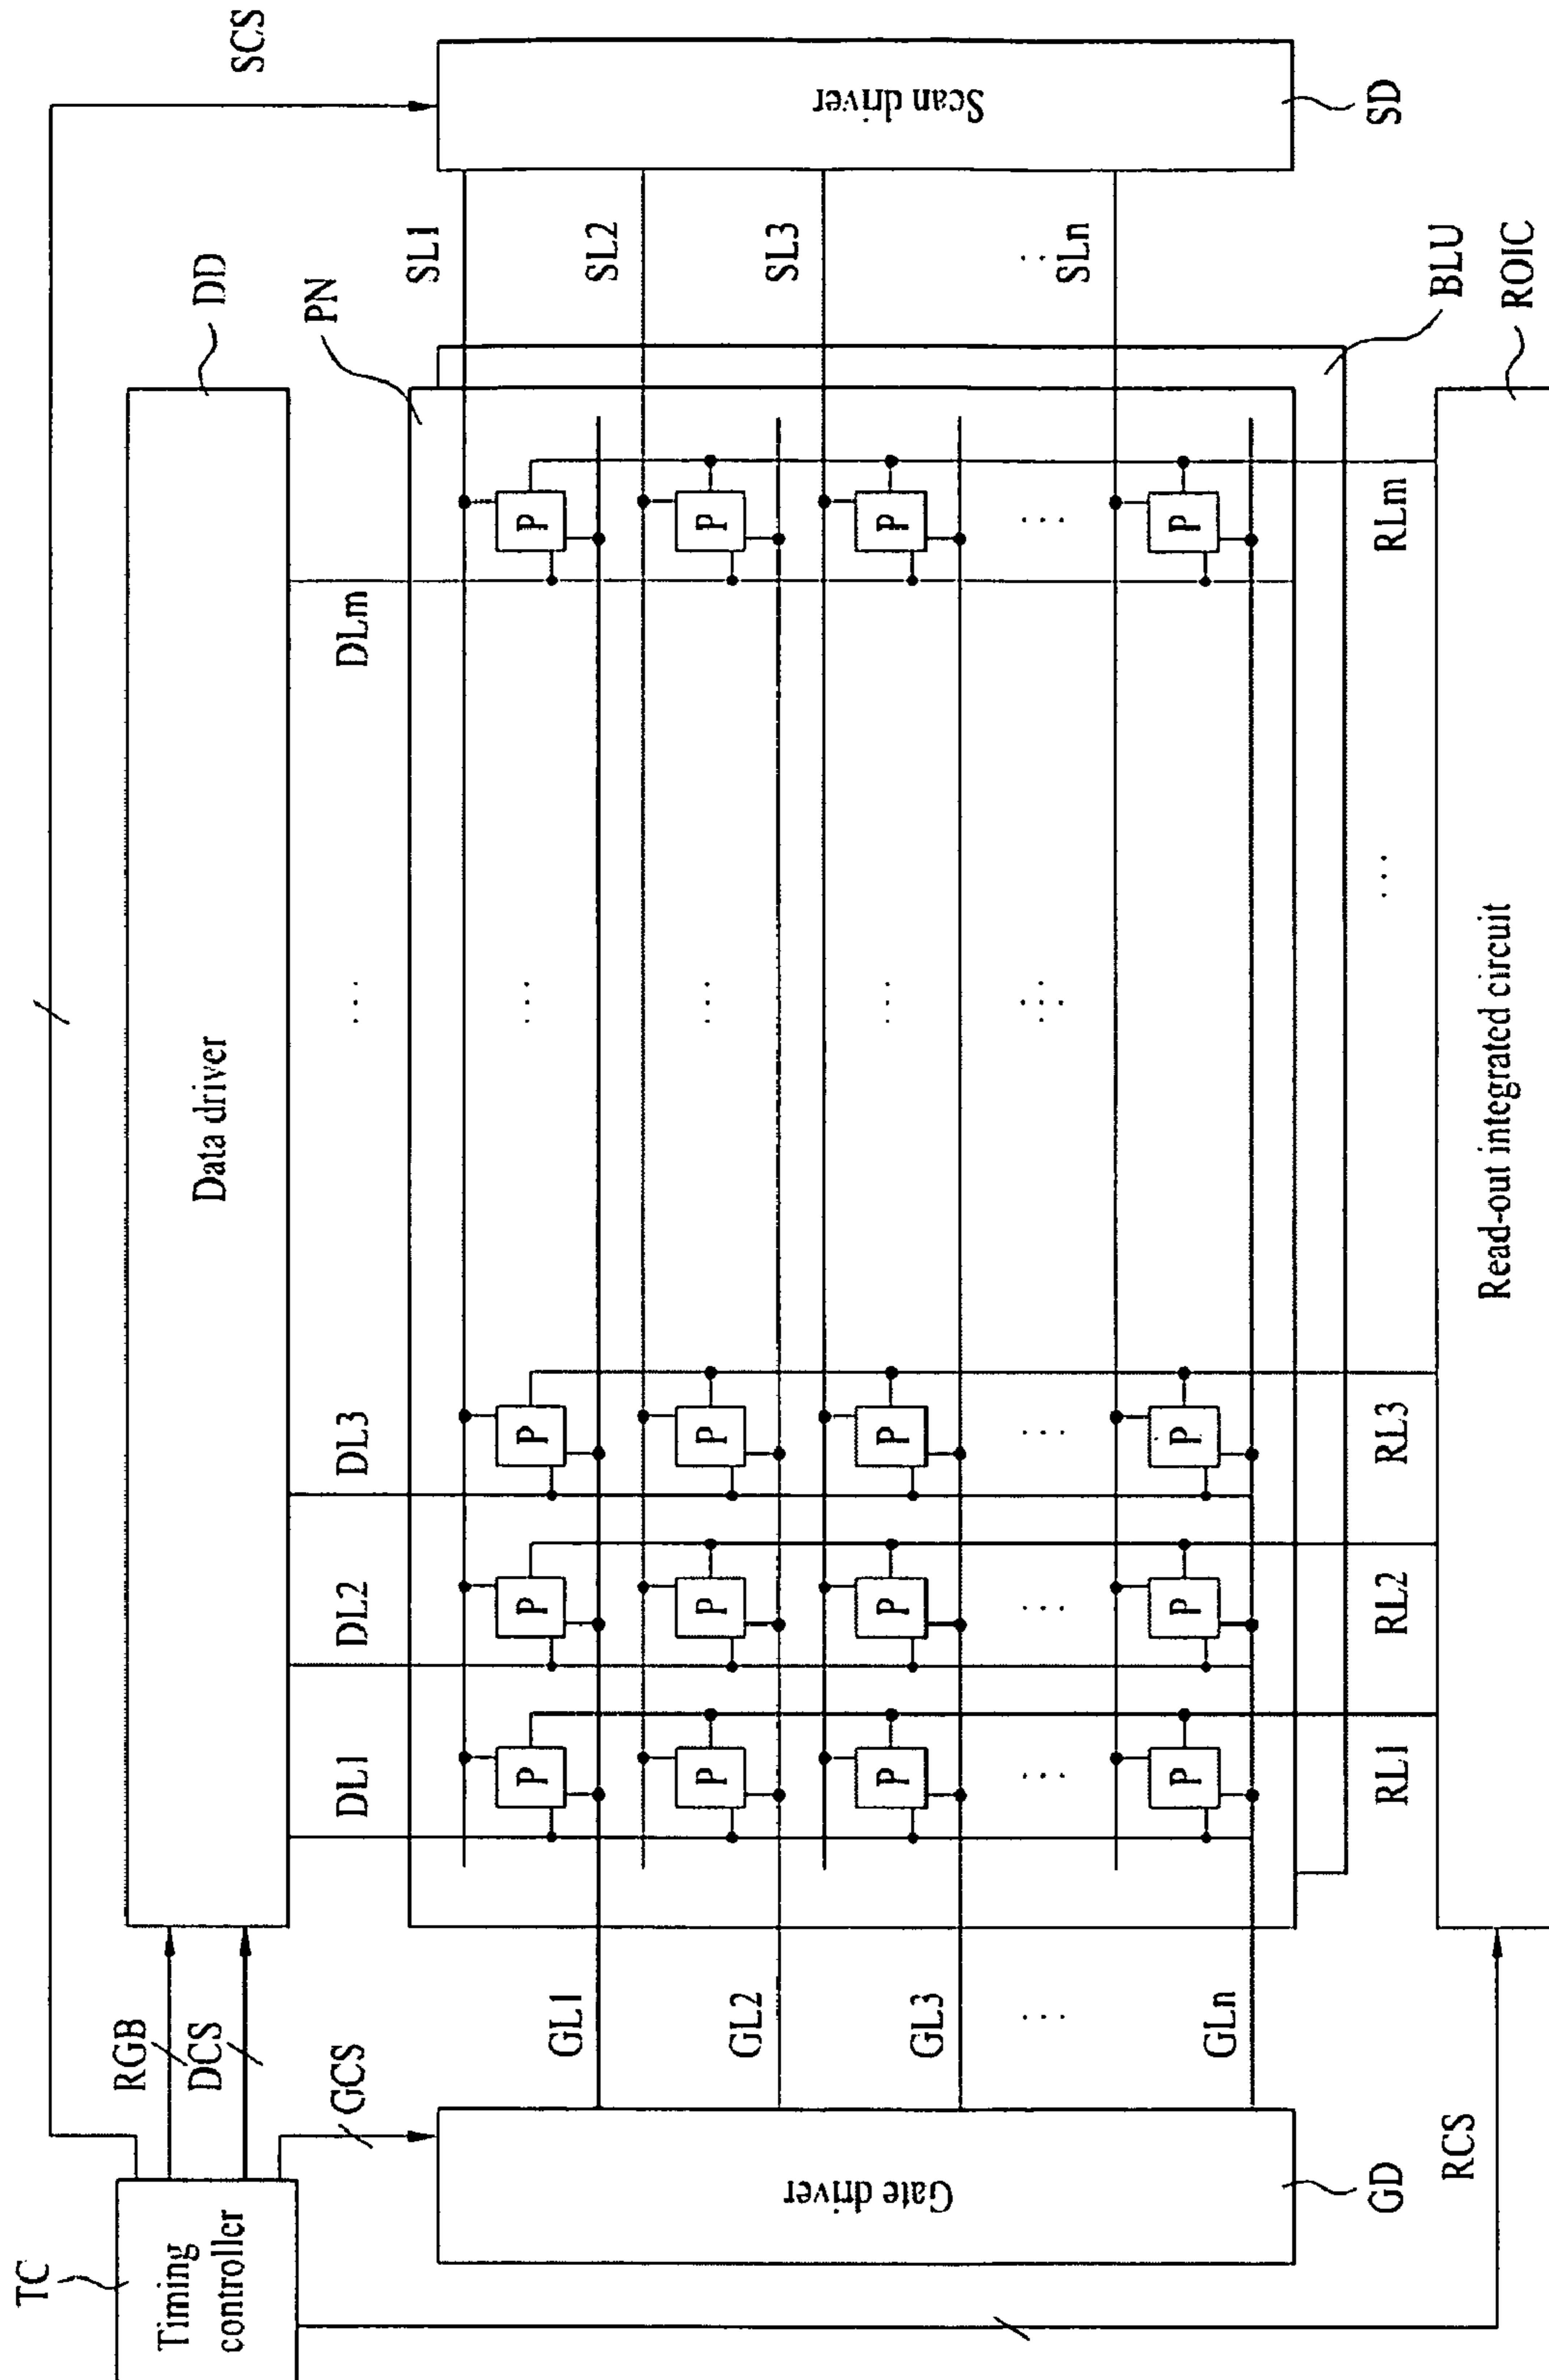 TC
Timing
controller
RGB
DCS
GCS
SCS
Data driver
DD
PN
DL1
DL2
DL3
...
DLm
SL1
SL2
SL3
...
SLn
Scan driver
SD
Gate driver
GD
GL1
GL2
GL3
...
GLn
P P P ... P
P P P ... P
P P P ... P
... ... ... ... ...
P P P P
RL1
RL2
RL3
...
RLm
BLU
ROIC
RCS
Read-out integrated circuit